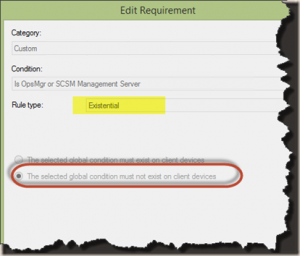 Edit Requirement
Category:
Custom
Condition:
Is OpsMgr or SCSM Management Server
Rule type:
Existential
The selected global condition must exist on client devices
The selected global condition must not exist on client devices